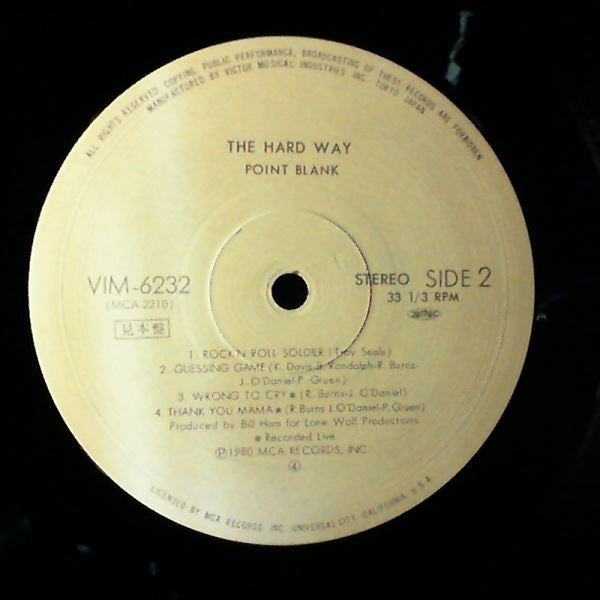 ALL RIGHTS RESERVED. COPYING, PUBLIC PERFORMANCE, BROADCASTING OF THESE RECORDS ARE FORBIDDEN
MANUFACTURED BY VICTOR MUSICAL INDUSTRIES INC. TOKYO JAPAN
THE HARD WAY
POINT BLANK
VIM-6232
(MCA 2210)
見本盤
STEREO SIDE 2
33 1/3 RPM
1. ROCK'N ROLL SOLDER (Troy Seals)
2. GUESSING GAME (K. Davis-B. Randolph-R. Burns-
J. O'Daniel-P. Gruen)
3. WRONG TO CRY* (R. Burns-J. O'Daniel)
4. THANK YOU MAMA* (R. Burns J. O'Daniel-P. Gruen)
Produced by Bill Ham for Lone Wolf Productions
*Recorded Live
Ⓟ1980 MCA RECORDS, INC
④
LICENSED BY MCA RECORDS INC. UNIVERSAL CITY, CALIFORNIA, U.S.A.